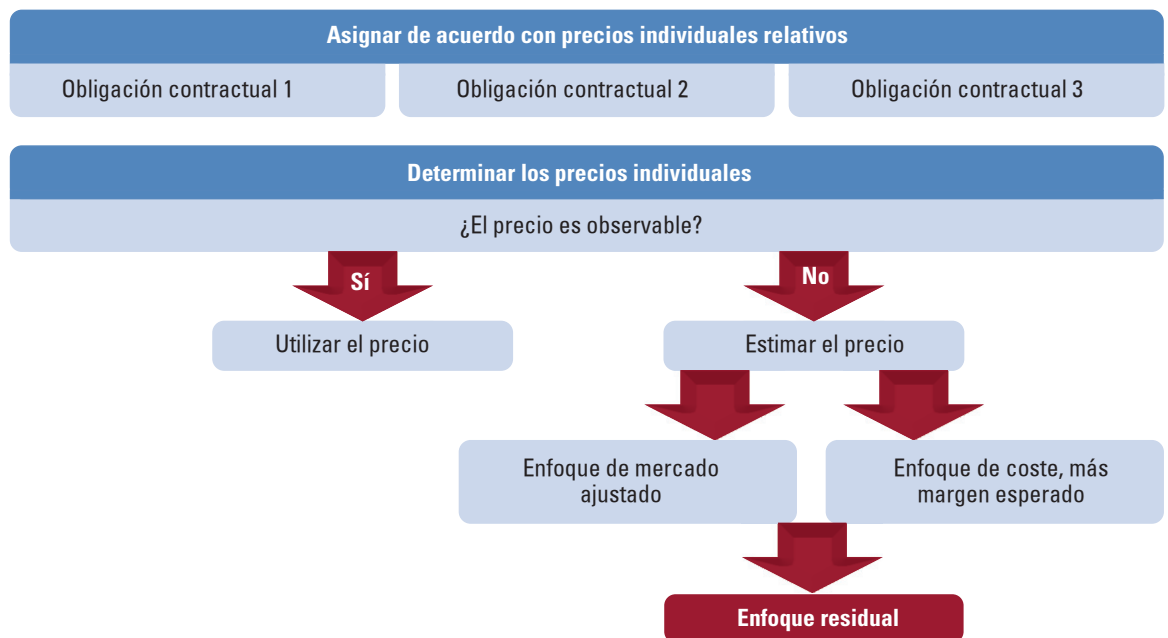 Asignar de acuerdo con precios individuales relativos
Obligación contractual 1
Obligación contractual 2
Obligación contractual 3
Determinar los precios individuales
¿El precio es observable?
Sí
No
Utilizar el precio
Estimar el precio
Enfoque de mercado
ajustado
Enfoque de coste, más
margen esperado
Enfoque residual